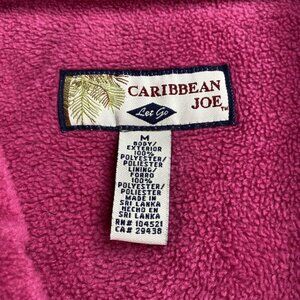 CARIBBEAN
JOE™
Let Go
M
BODY/
EXTERIOR
100%
POLYESTER/
POLIESTER
LINING/
FORRO
100%
POLYESTER/
POLIESTER
MADE IN
SRI LANKA
HECHO EN
SRI LANKA
RN# 104521
CA# 29438